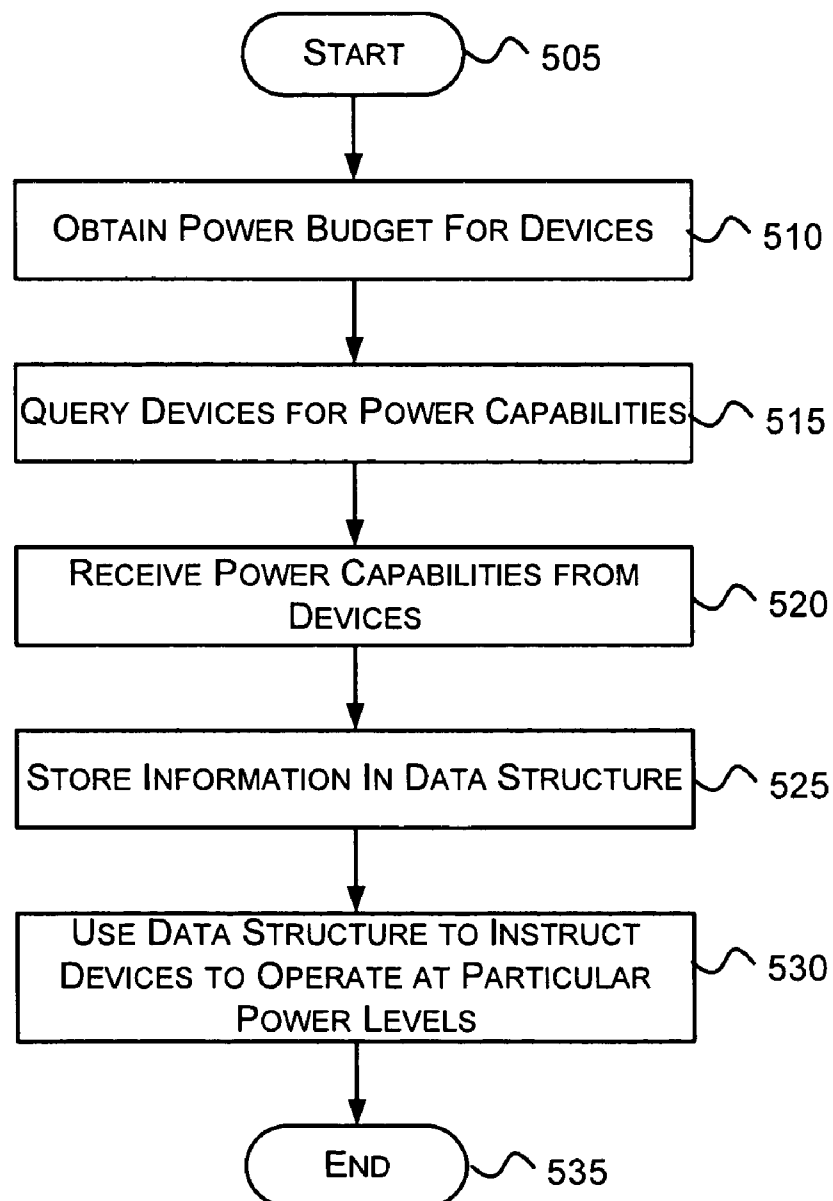 START
505
OBTAIN POWER BUDGET FOR DEVICES
510
QUERY DEVICES FOR POWER CAPABILITIES
515
RECEIVE POWER CAPABILITIES FROM
DEVICES
520
STORE INFORMATION IN DATA STRUCTURE
525
USE DATA STRUCTURE TO INSTRUCT
DEVICES TO OPERATE AT PARTICULAR
POWER LEVELS
530
END
535